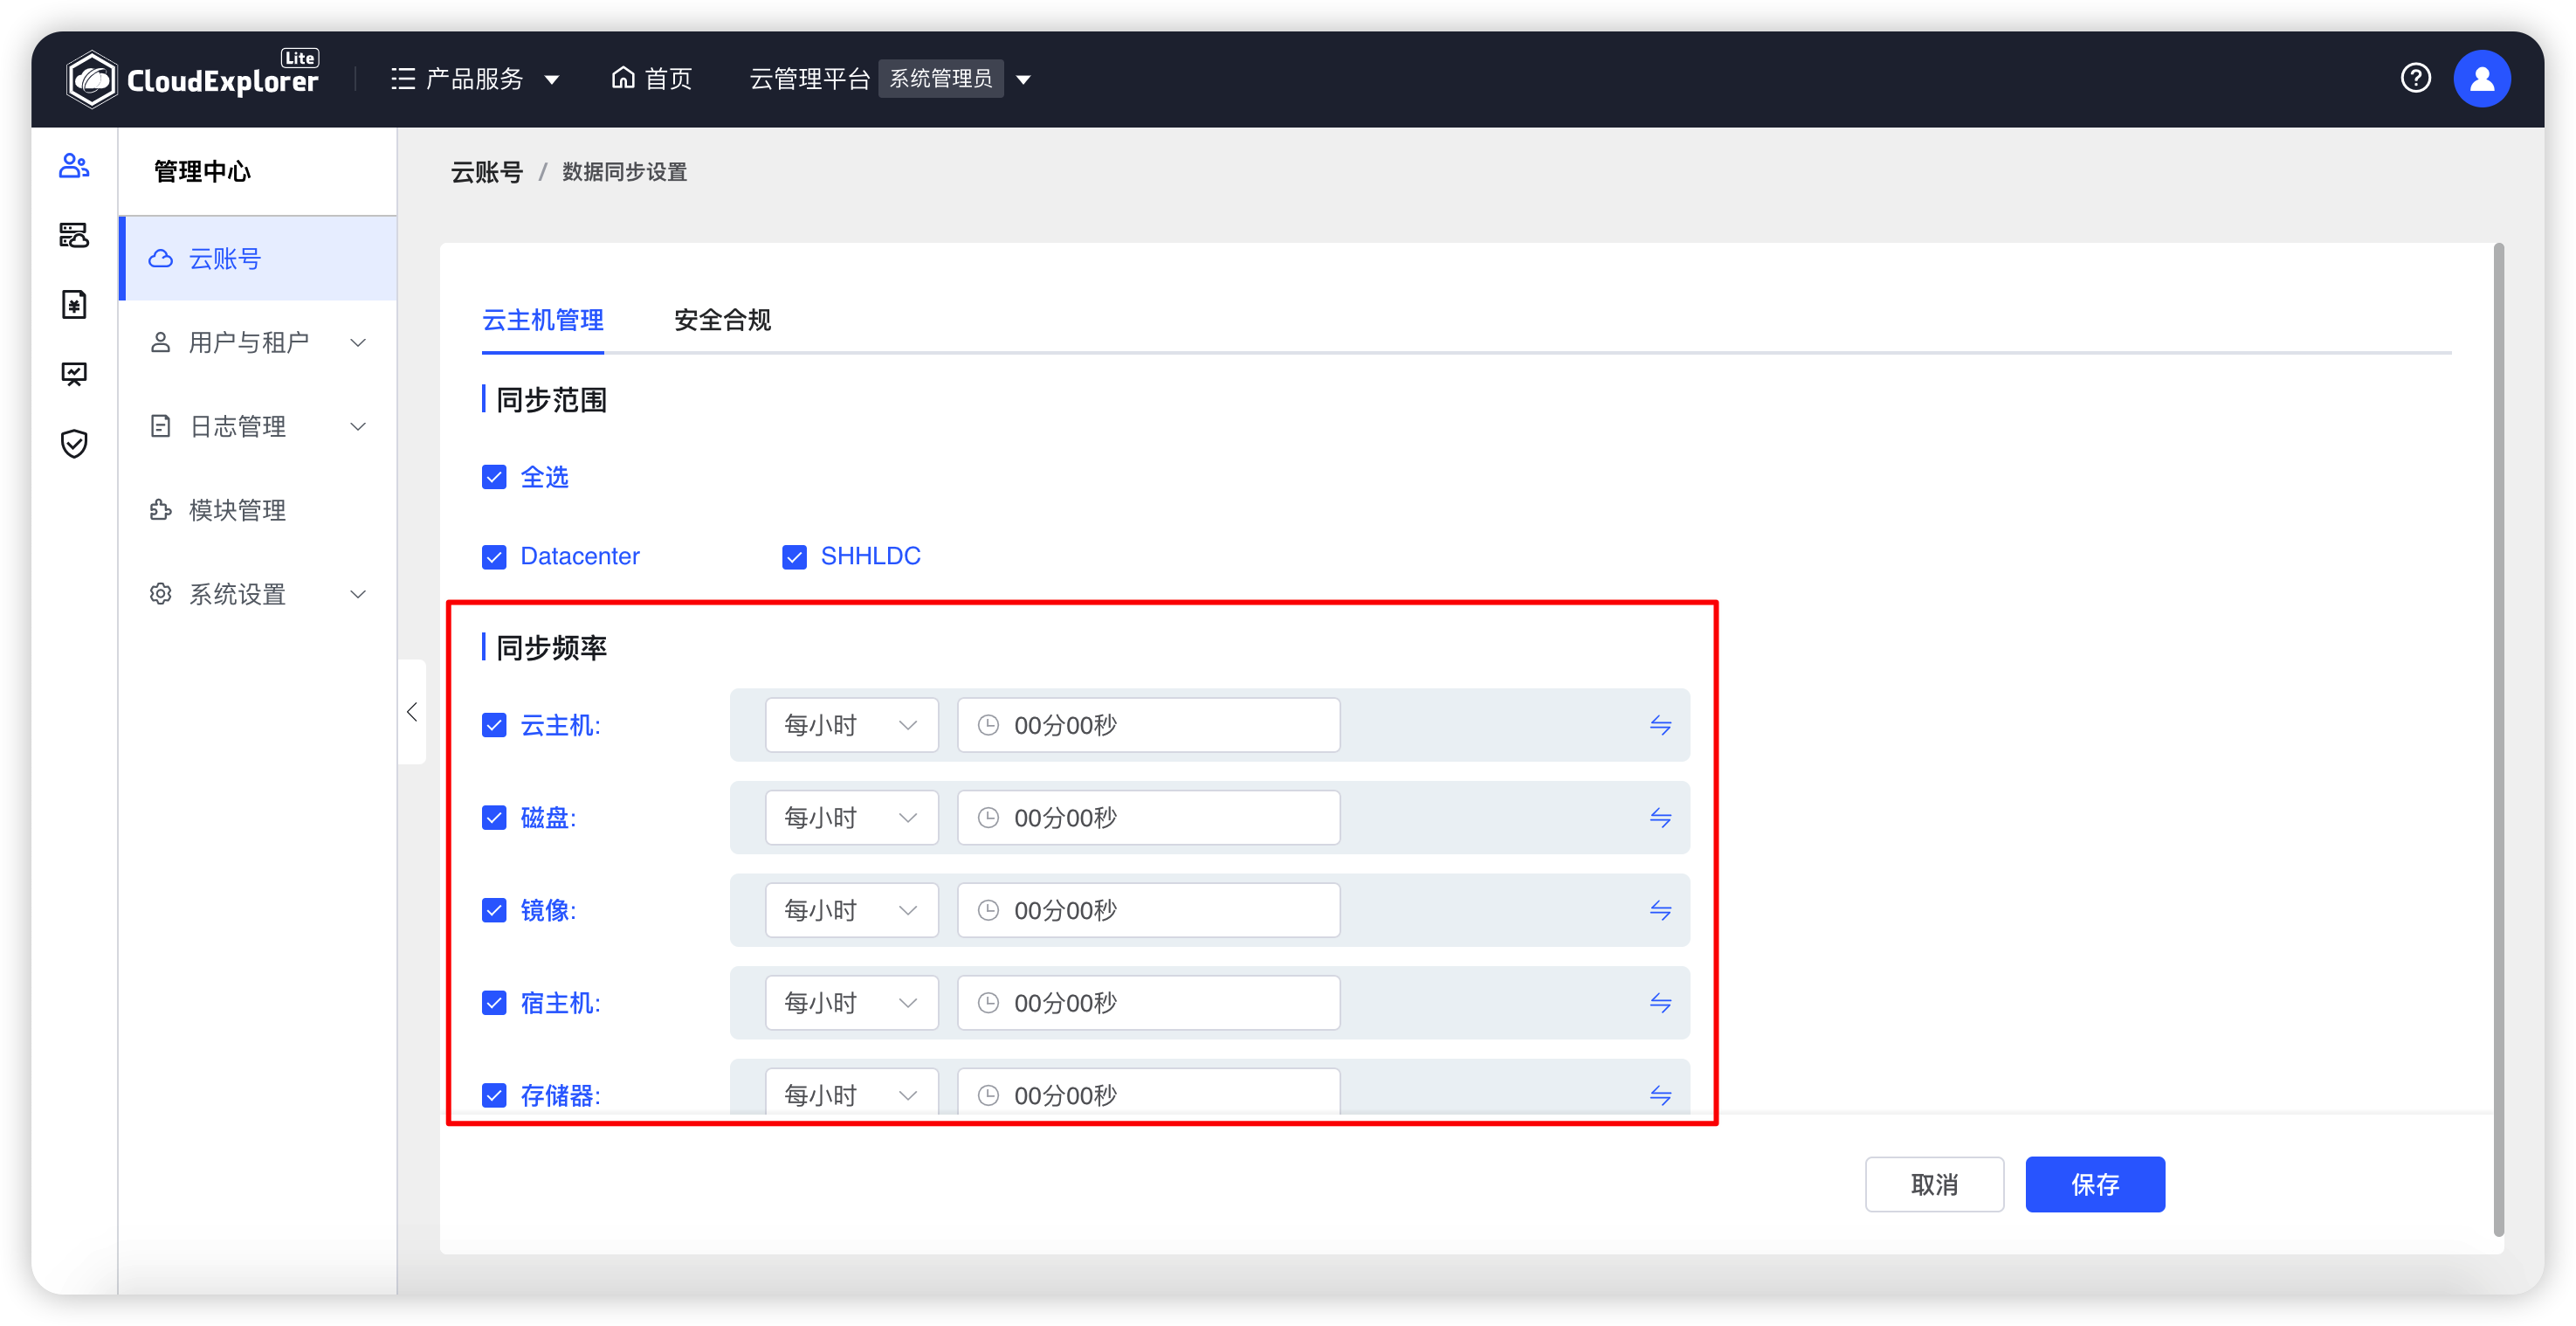 CloudExplorer Lite
产品服务
首页
云管理平台 系统管理员
管理中心
云账号
用户与租户
日志管理
模块管理
系统设置
云账号 / 数据同步设置
云主机管理 安全合规
同步范围
全选
Datacenter SHHLDC
同步频率
云主机: 每小时 00分00秒
磁盘: 每小时 00分00秒
镜像: 每小时 00分00秒
宿主机: 每小时 00分00秒
存储器: 每小时 00分00秒
取消 保存